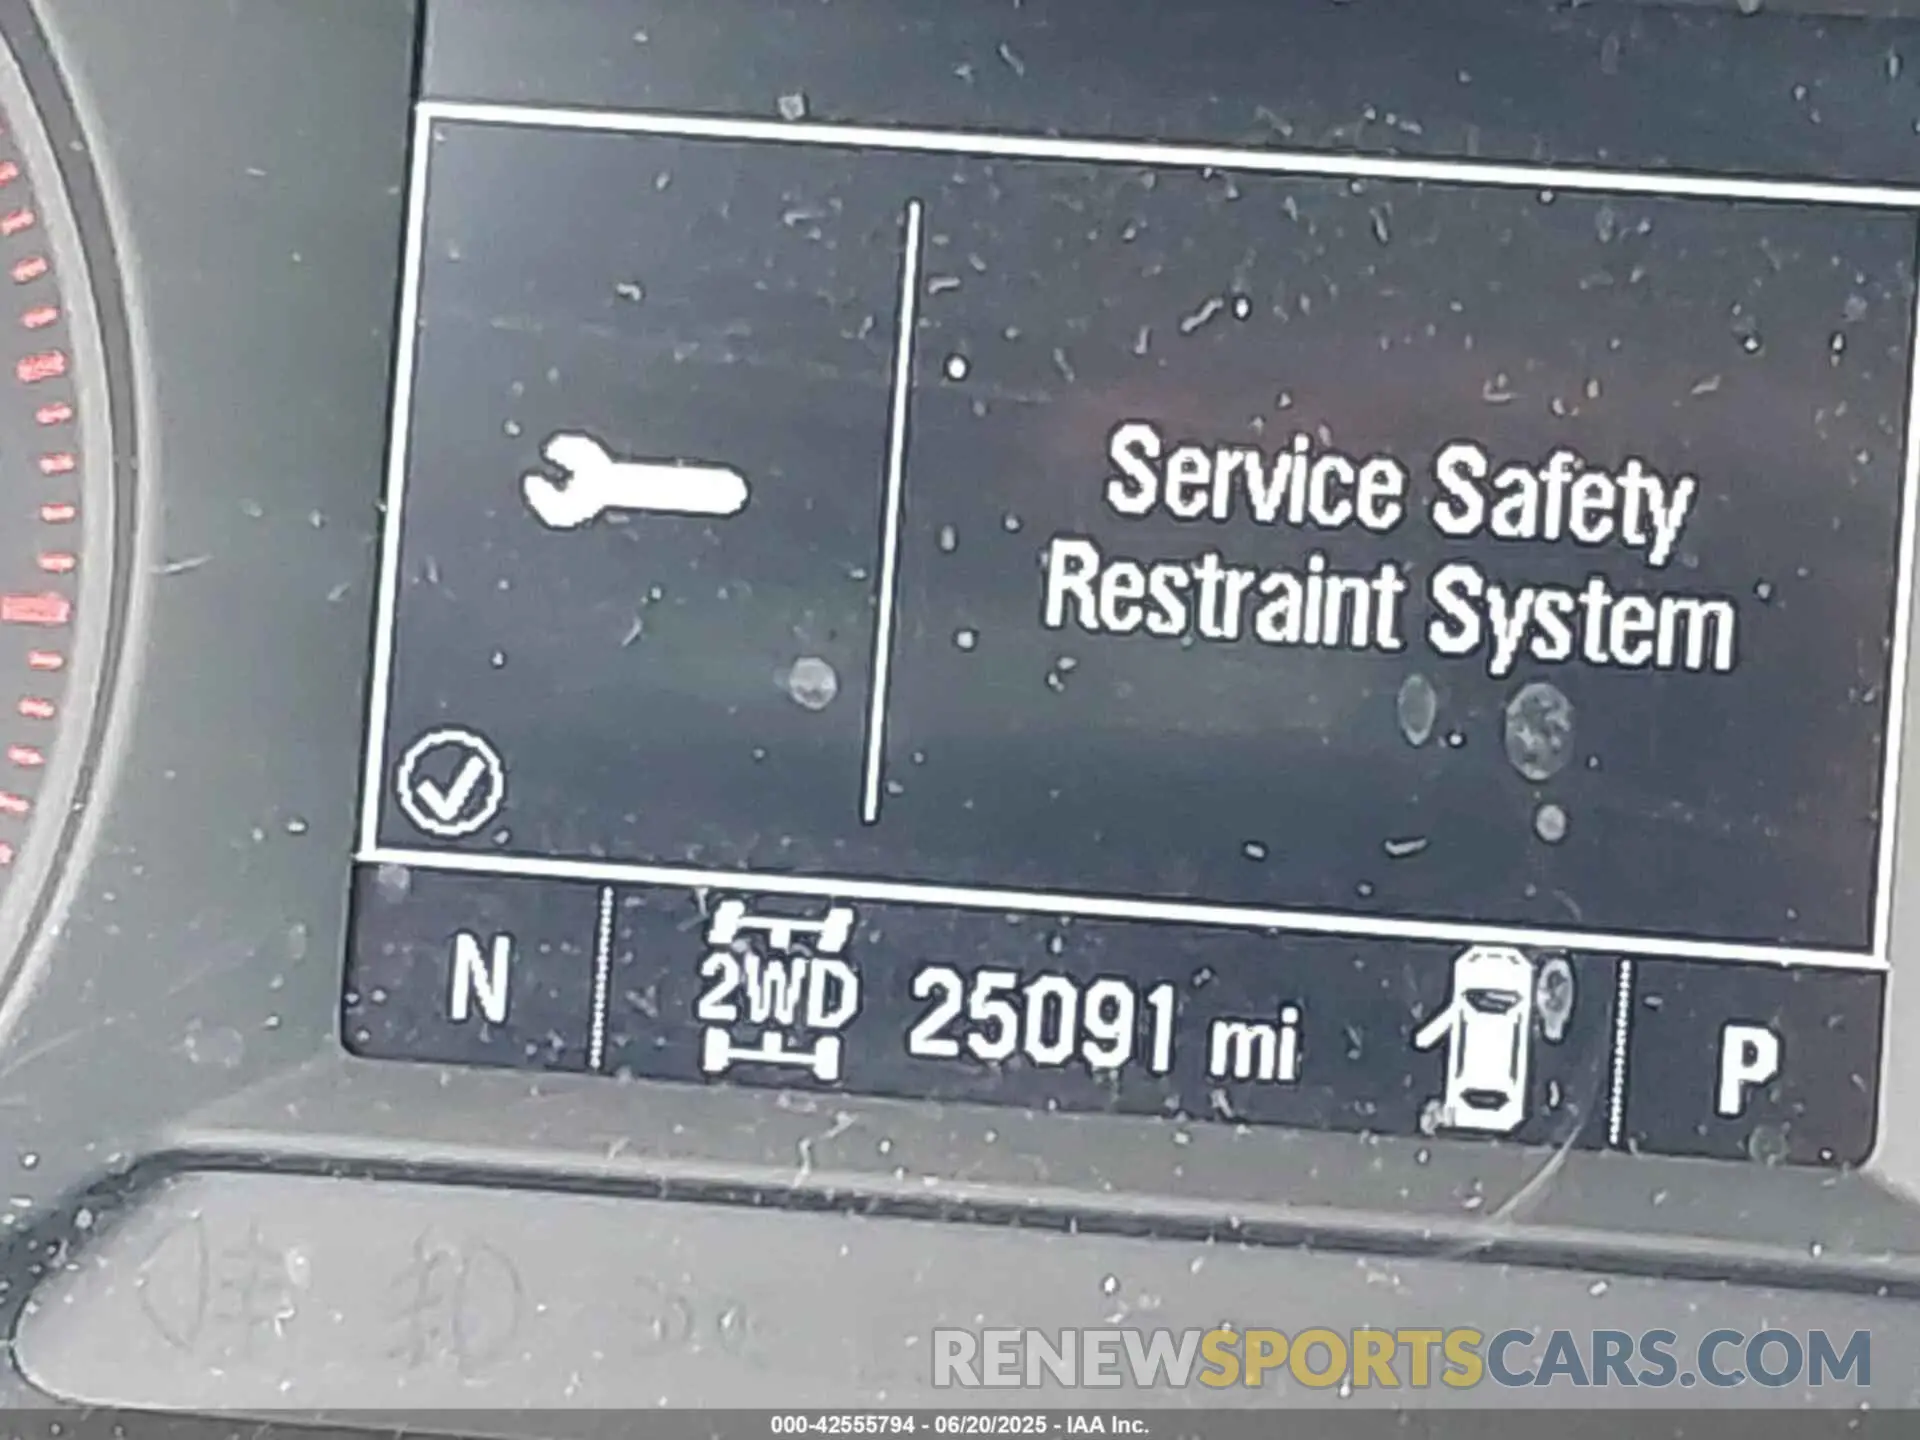 Service Safety
Restraint System
N 2WD 25091 mi P
RENEWSPORTSCARS.COM
000-42555794 - 06/20/2025 - IAA Inc.